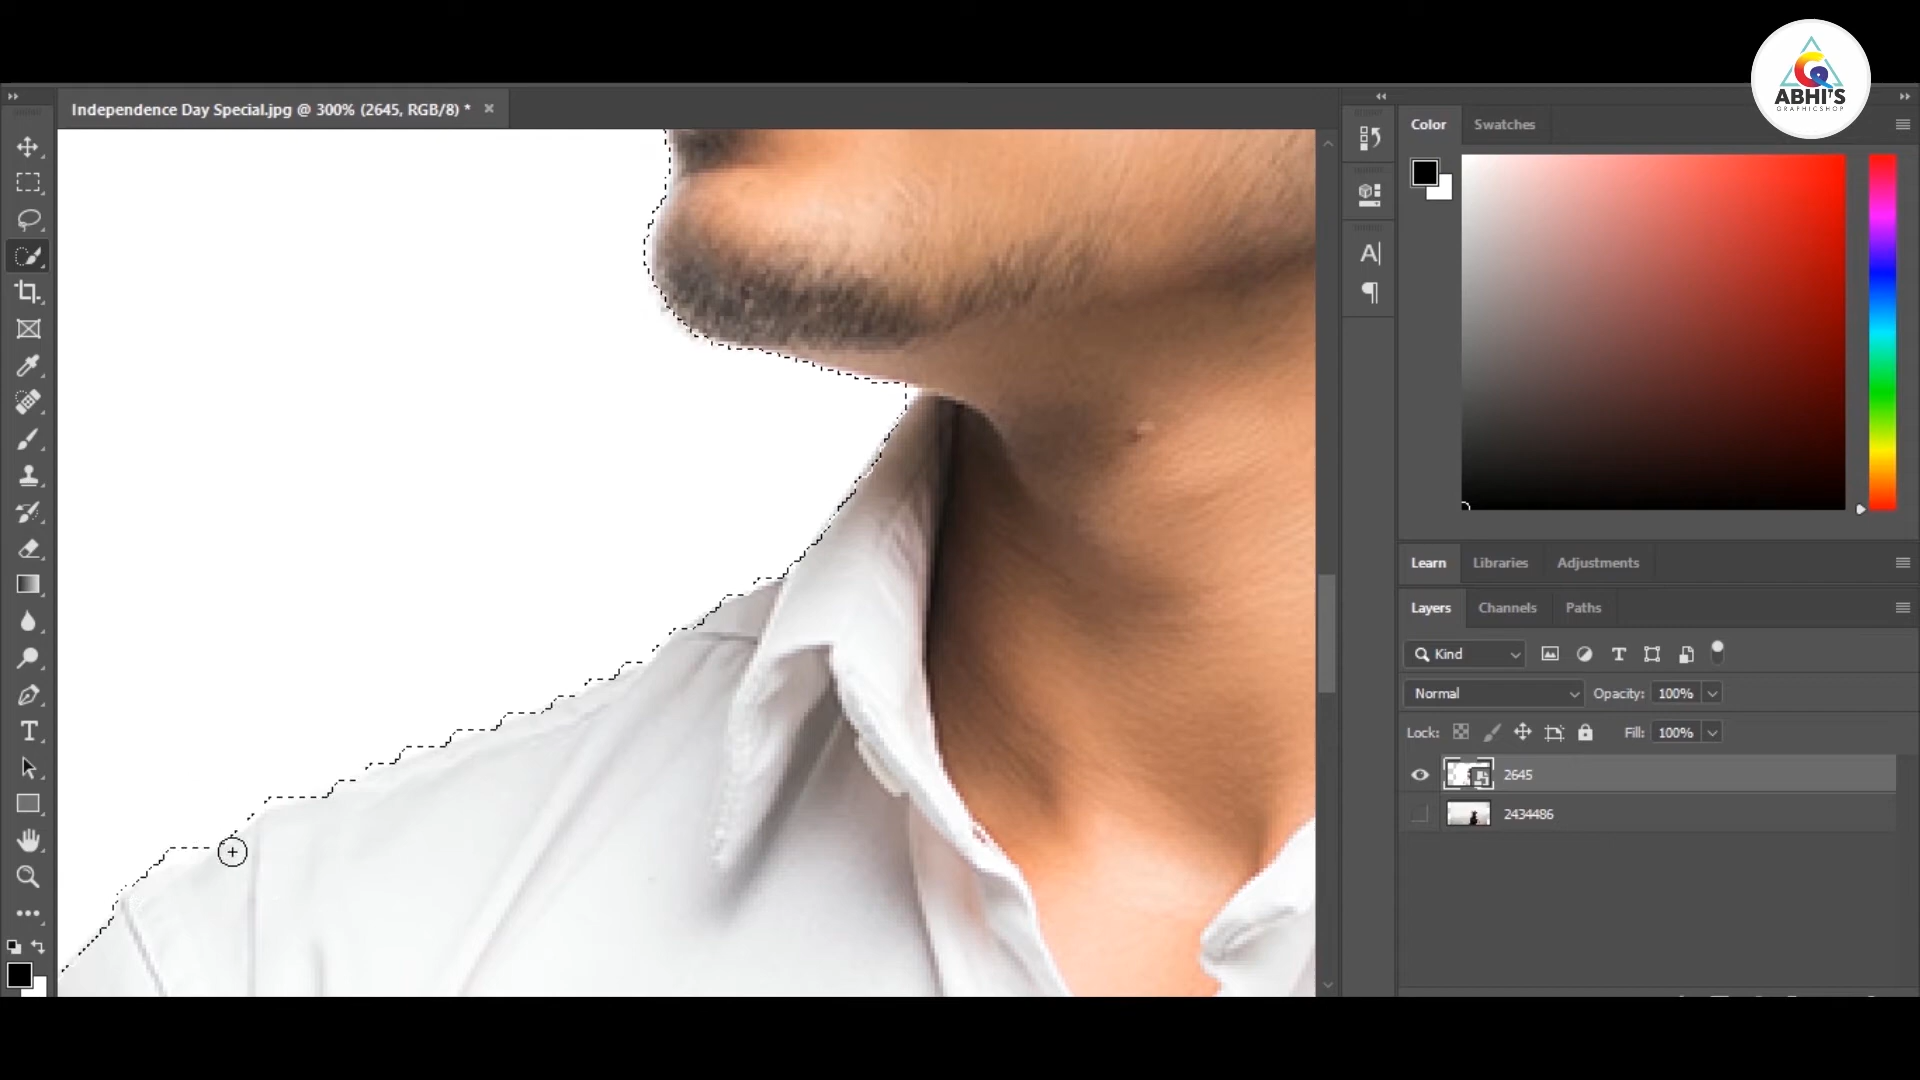 ABHI'S
GRAPHICSHOP
Independence Day Special.jpg @ 300% (2645, RGB/8) *
Color
Swatches
Learn
Libraries
Adjustments
Layers
Channels
Paths
Kind
Normal
Opacity: 100%
Lock:
Fill: 100%
2645
2434486